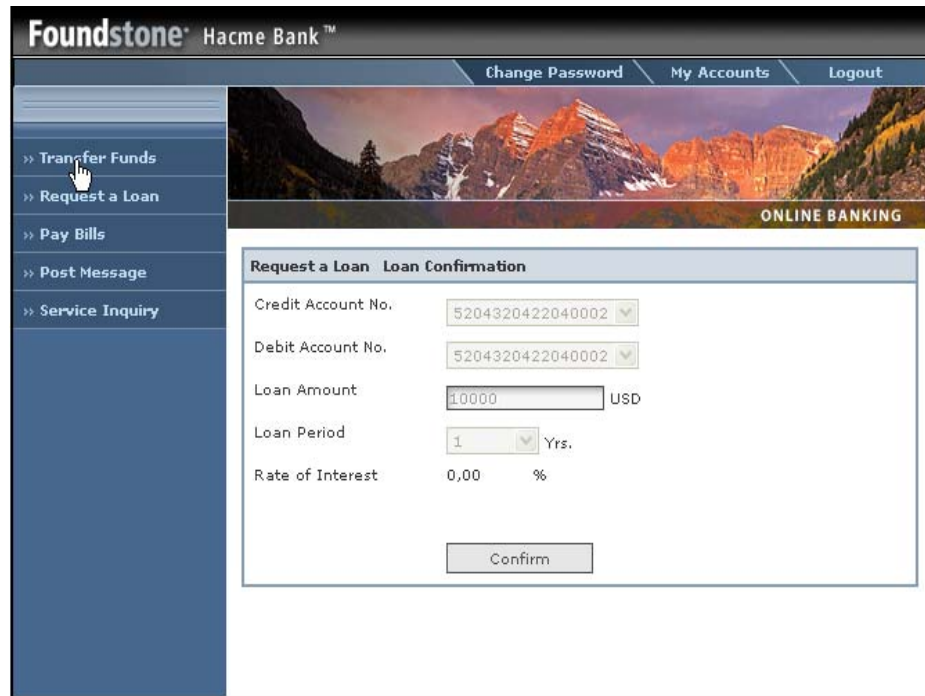 Foundstone® Hacme Bank™
Change Password My Accounts Logout
» Transfer Funds
» Request a Loan
» Pay Bills
» Post Message
» Service Inquiry
ONLINE BANKING
Request a Loan Loan Confirmation
Credit Account No. 5204320422040002
Debit Account No. 5204320422040002
Loan Amount 10000 USD
Loan Period 1 Yrs.
Rate of Interest 0,00 %
Confirm